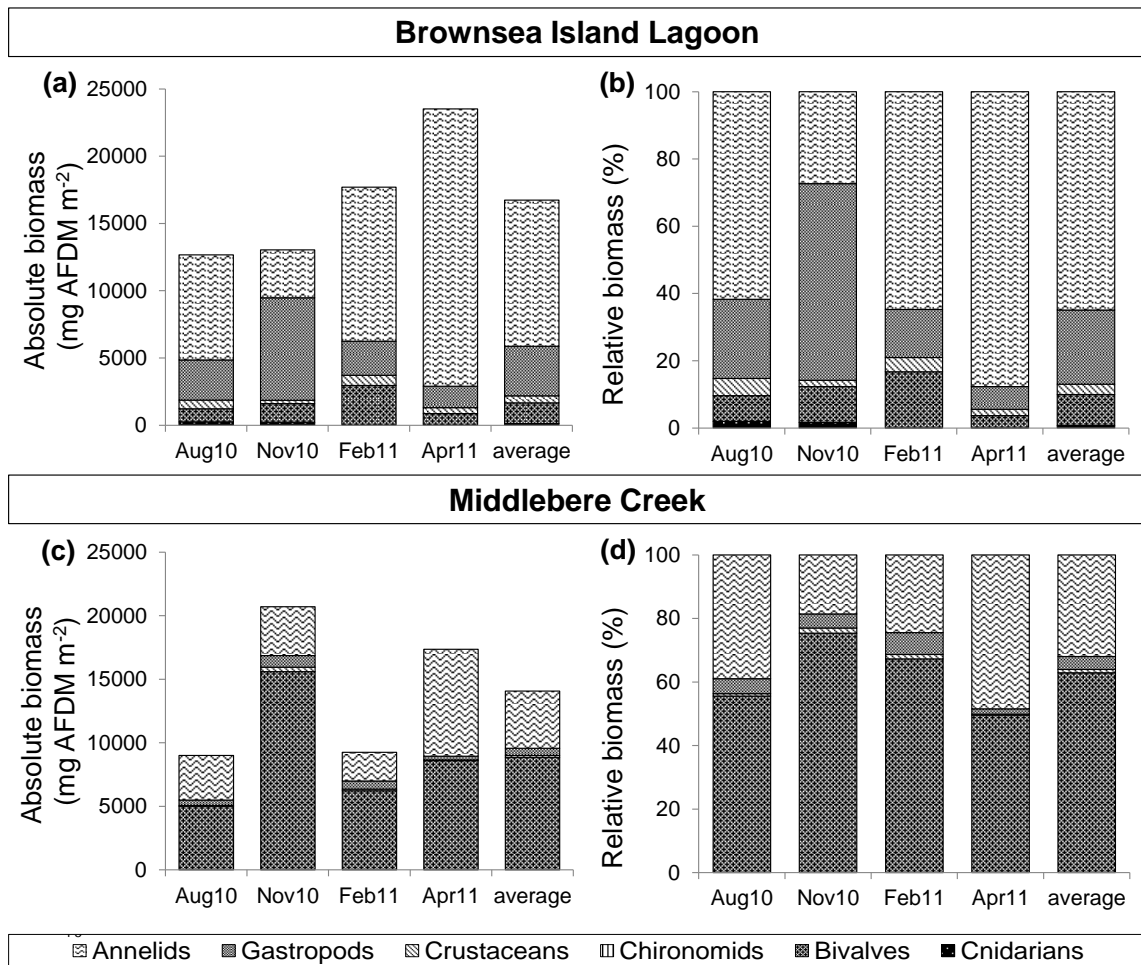 Brownsea Island Lagoon
(a)
Absolute biomass
(mg AFDM m-2)
25000
20000
15000
10000
5000
0
Aug10 Nov10 Feb11 Apr11 average
(b)
Relative biomass (%)
100
80
60
40
20
0
Aug10 Nov10 Feb11 Apr11 average
Middlebere Creek
(c)
Absolute biomass
(mg AFDM m-2)
25000
20000
15000
10000
5000
0
Aug10 Nov10 Feb11 Apr11 average
(d)
Relative biomass (%)
100
80
60
40
20
0
Aug10 Nov10 Feb11 Apr11 average
Annelids Gastropods Crustaceans Chironomids Bivalves Cnidarians